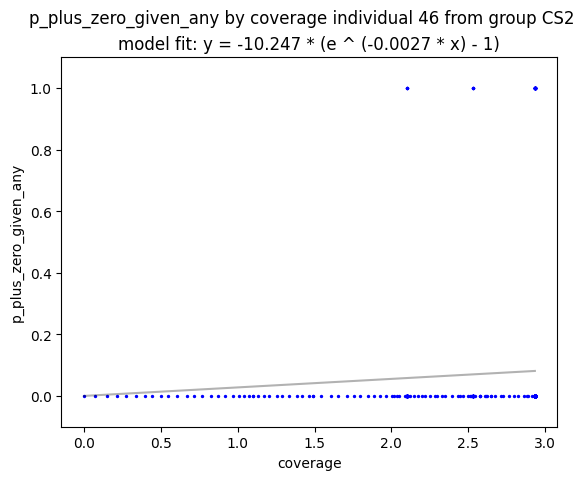 p_plus_zero_given_any by coverage individual 46 from group CS2
model fit: y = -10.247 * (e ^ (-0.0027 * x) - 1)
1.0
0.8
0.6
0.4
0.2
0.0
p_plus_zero_given_any
0.0 0.5 1.0 1.5 2.0 2.5 3.0
coverage